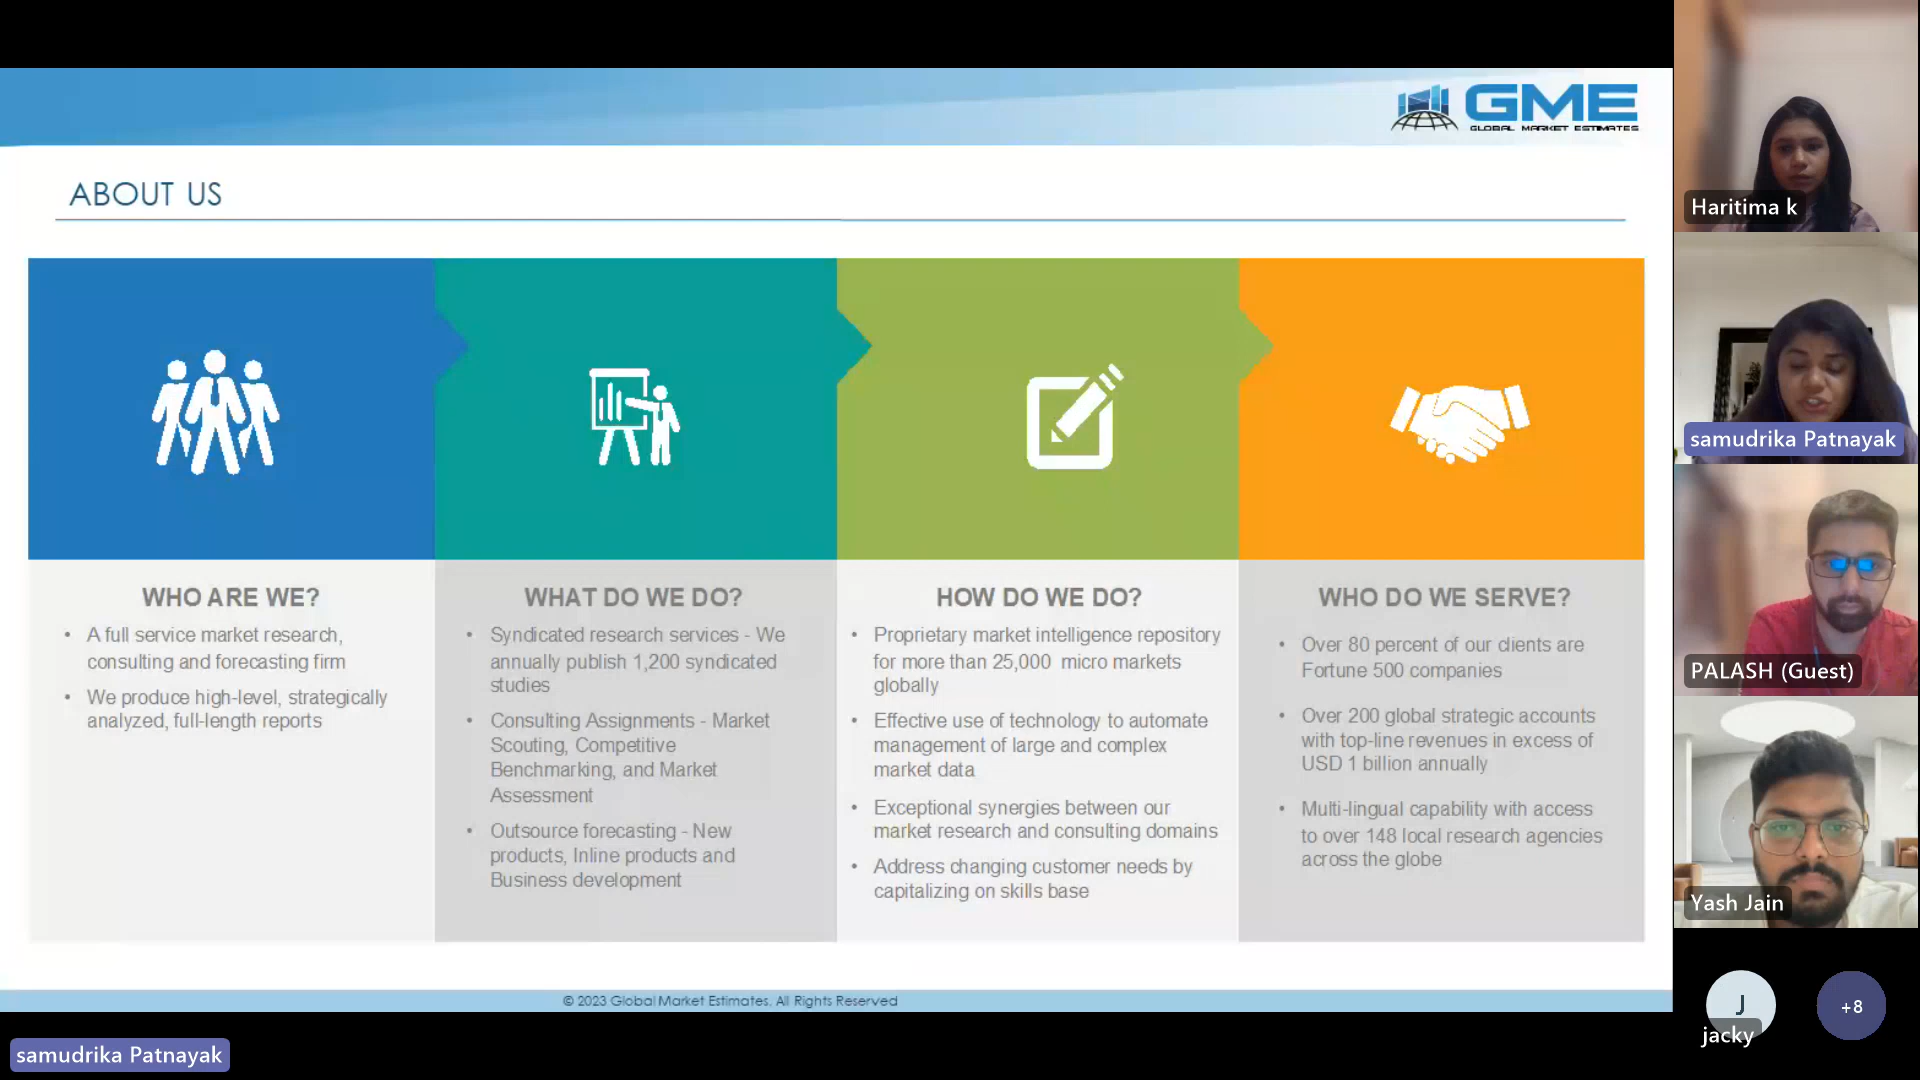 GME
GLOBAL MARKET ESTIMATES
ABOUT US
WHO ARE WE?
• A full service market research,
consulting and forecasting firm
• We produce high-level, strategically
analyzed, full-length reports
WHAT DO WE DO?
• Syndicated research services - We
annually publish 1,200 syndicated
studies
• Consulting Assignments - Market
Scouting, Competitive
Benchmarking, and Market
Assessment
• Outsource forecasting - New
products, Inline products and
Business development
HOW DO WE DO?
• Proprietary market intelligence repository
for more than 25,000 micro markets
globally
• Effective use of technology to automate
management of large and complex
market data
• Exceptional synergies between our
market research and consulting domains
• Address changing customer needs by
capitalizing on skills base
WHO DO WE SERVE?
• Over 80 percent of our clients are
Fortune 500 companies
• Over 200 global strategic accounts
with top-line revenues in excess of
USD 1 billion annually
• Multi-lingual capability with access
to over 148 local research agencies
across the globe
© 2023 Global Market Estimates. All Rights Reserved
samudrika Patnayak
Haritima k
samudrika Patnayak
PALASH (Guest)
Yash Jain
J
jacky
+8